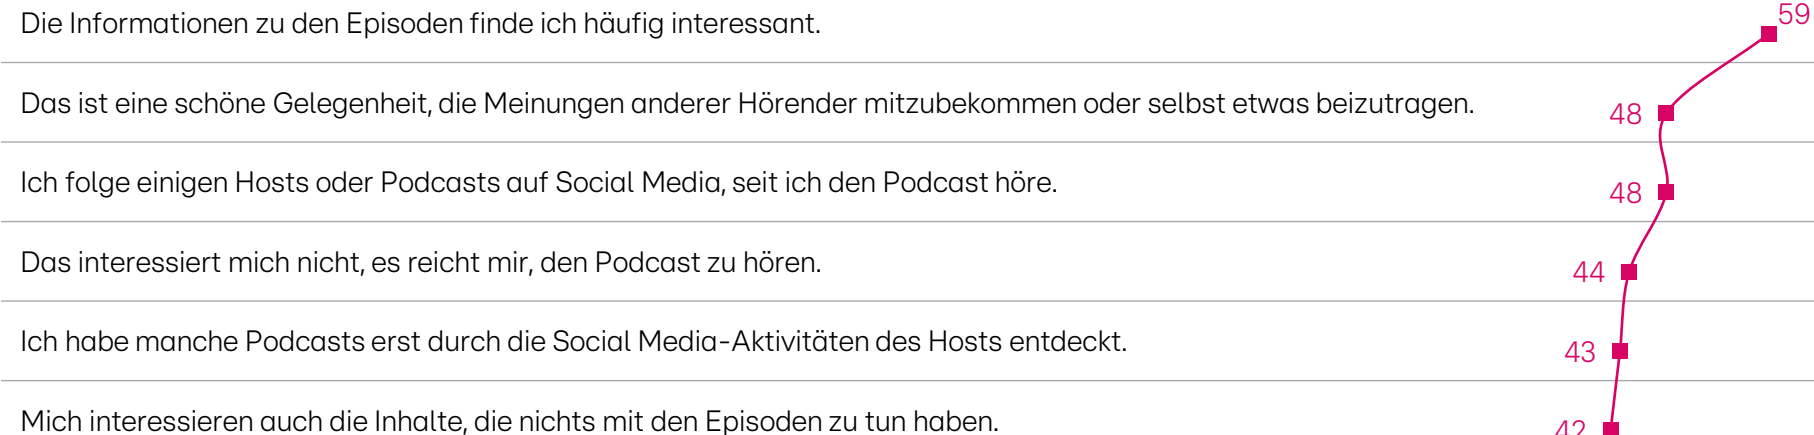 Die Informationen zu den Episoden finde ich häufig interessant. 59
Das ist eine schöne Gelegenheit, die Meinungen anderer Hörender mitzubekommen oder selbst etwas beizutragen. 48
Ich folge einigen Hosts oder Podcasts auf Social Media, seit ich den Podcast höre. 48
Das interessiert mich nicht, es reicht mir, den Podcast zu hören. 44
Ich habe manche Podcasts erst durch die Social Media-Aktivitäten des Hosts entdeckt. 43
Mich interessieren auch die Inhalte, die nichts mit den Episoden zu tun haben. 42